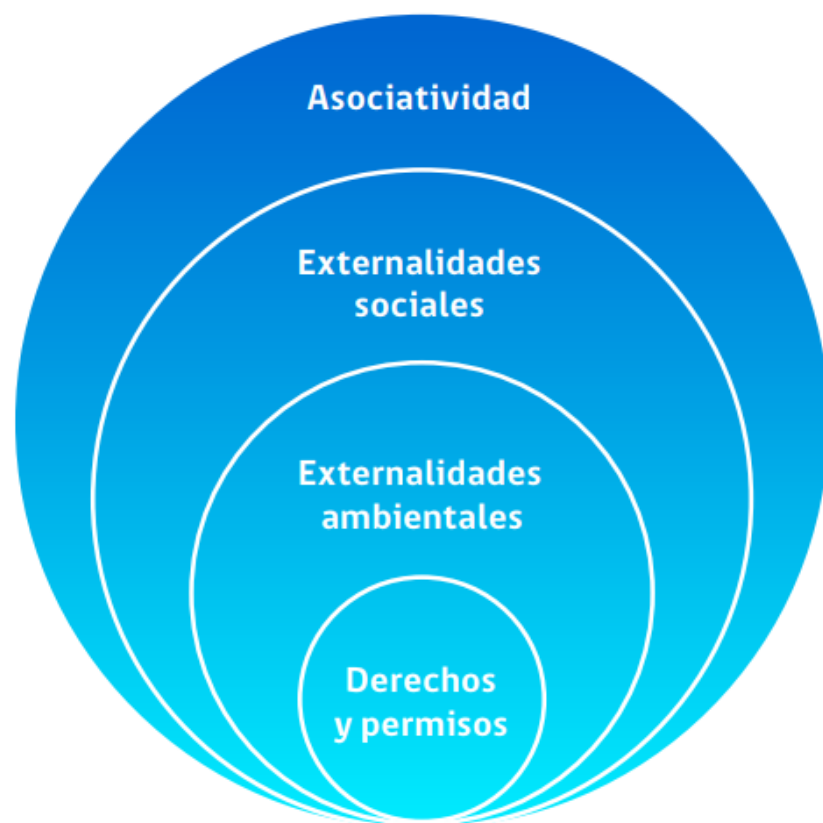 Asociatividad
Externalidades
sociales
Externalidades
ambientales
Derechos
y permisos